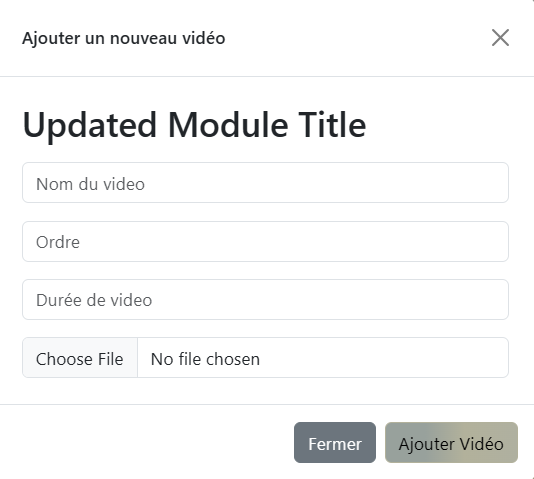 Ajouter un nouveau vidéo
Updated Module Title
Nom du video
Ordre
Durée de video
Choose File No file chosen
Fermer Ajouter Vidéo